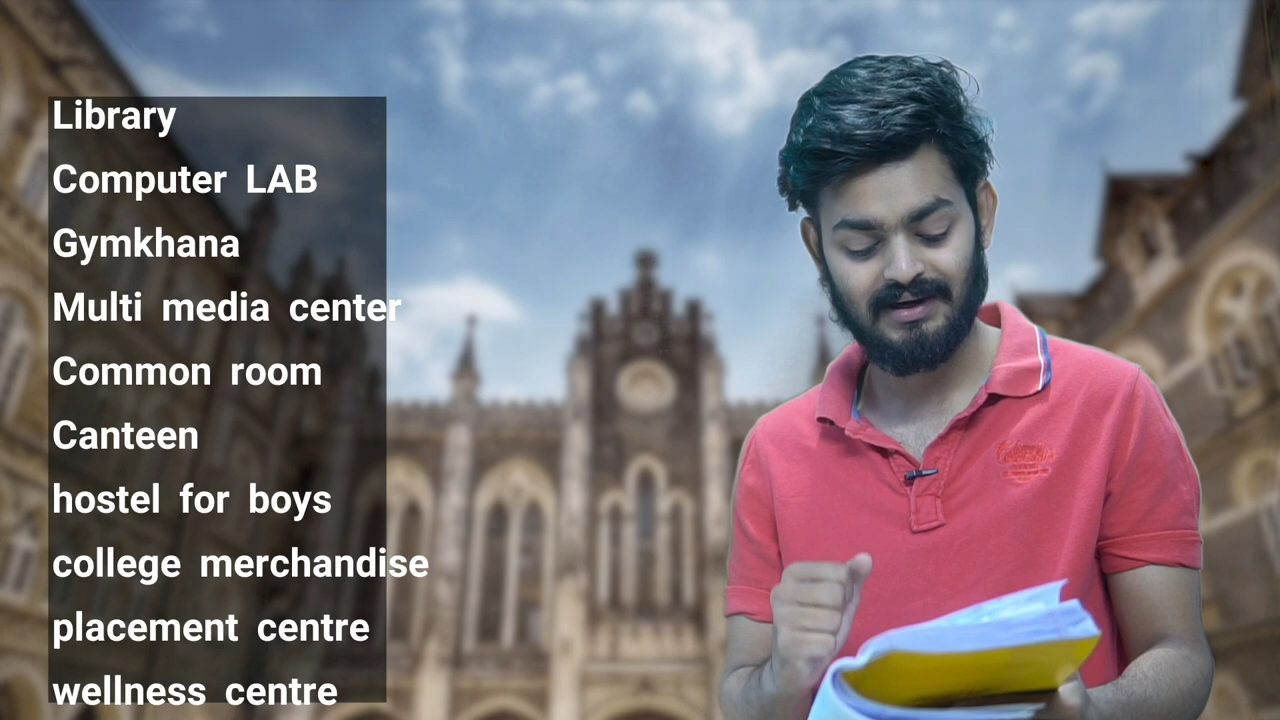 Library
Computer LAB
Gymkhana
Multi media center
Common room
Canteen
hostel for boys
college merchandise
placement centre
wellness centre